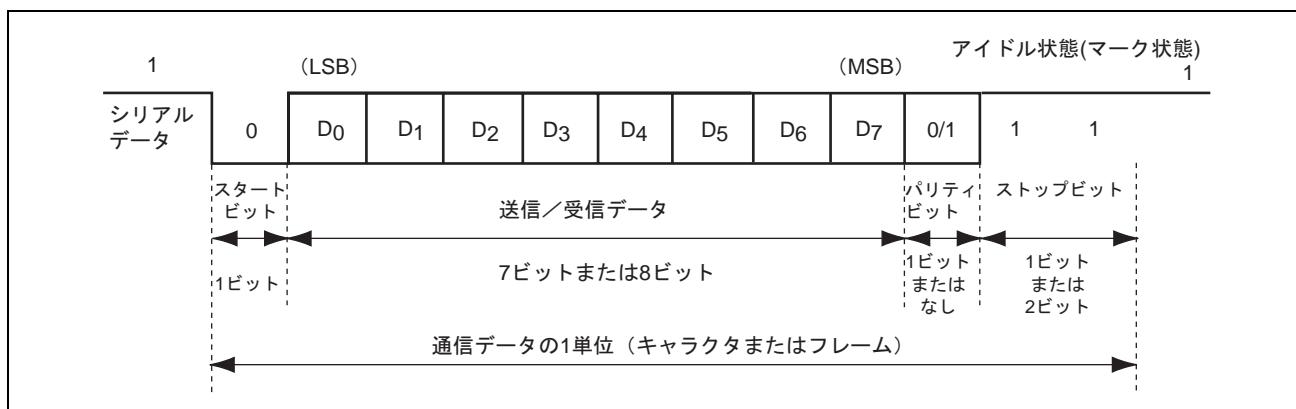 アイドル状態(マーク状態)
1 (LSB) (MSB) 1
シリアル
データ
0 D0 D1 D2 D3 D4 D5 D6 D7 0/1 1 1
スタート
ビット
送信／受信データ
パリティ
ビット
ストップビット
1ビット
7ビットまたは8ビット
1ビット
または
なし
1ビット
または
2ビット
通信データの1単位（キャラクタまたはフレーム）